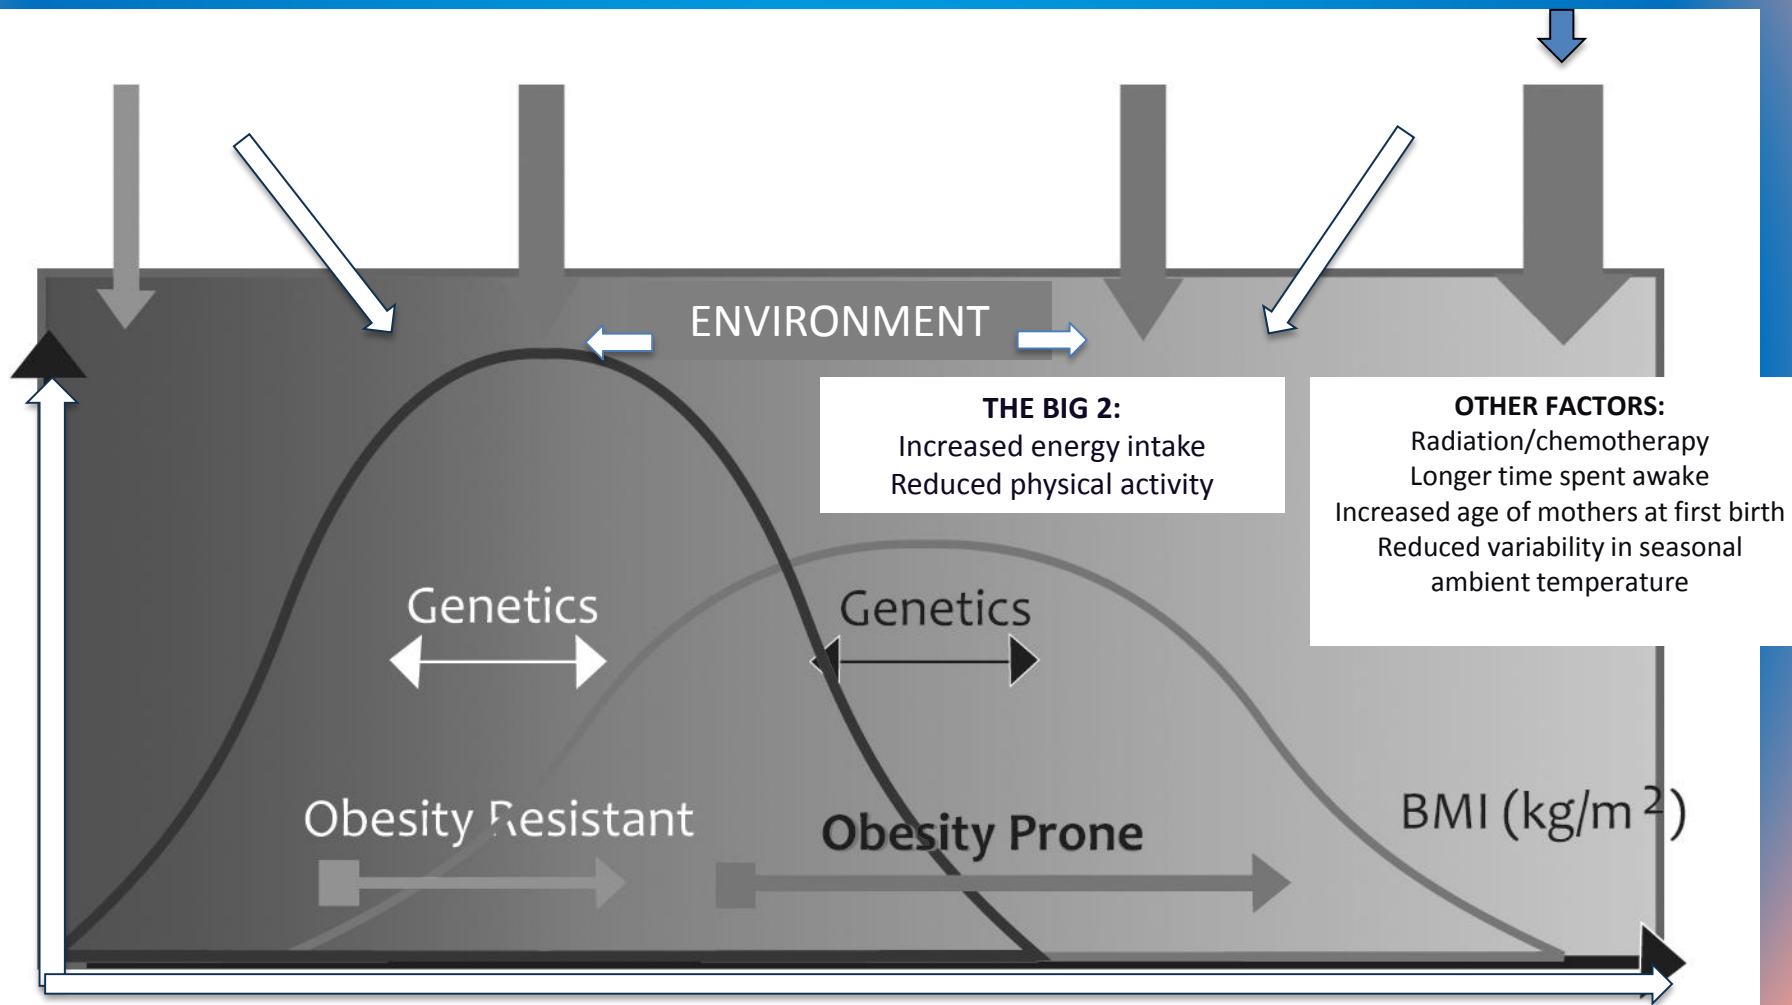 ENVIRONMENT
THE BIG 2:
Increased energy intake
Reduced physical activity
OTHER FACTORS:
Radiation/chemotherapy
Longer time spent awake
Increased age of mothers at first birth
Reduced variability in seasonal
ambient temperature
Genetics
Genetics
Obesity Resistant
Obesity Prone
BMI (kg/m²)